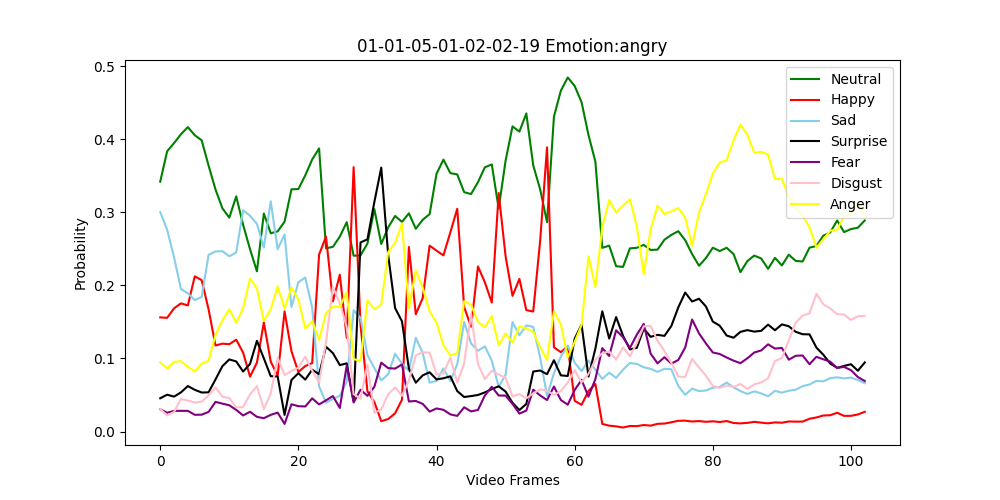 01-01-05-01-02-02-19 Emotion:angry
0.5
0.4
0.3
0.2
0.1
0.0
Probability
Neutral
Happy
Sad
Surprise
Fear
Disgust
Anger
0 20 40 60 80 100
Video Frames